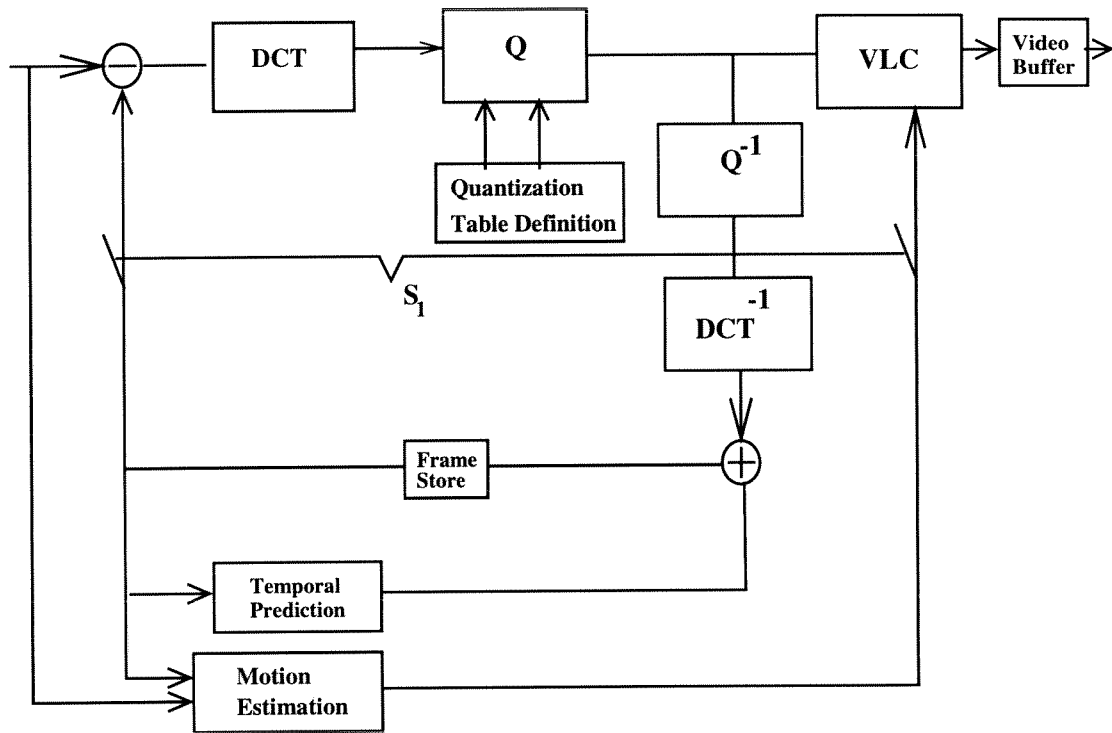 DCT
Q
VLC
Video
Buffer
Q-1
Quantization
Table Definition
S1
DCT-1
Frame
Store
Temporal
Prediction
Motion
Estimation